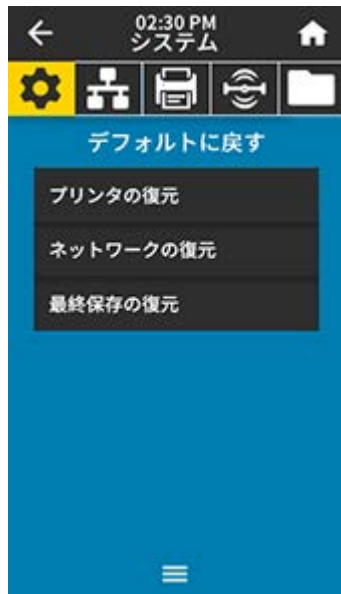 02:30 PM
システム
デフォルトに戻す
プリンタの復元
ネットワークの復元
最終保存の復元